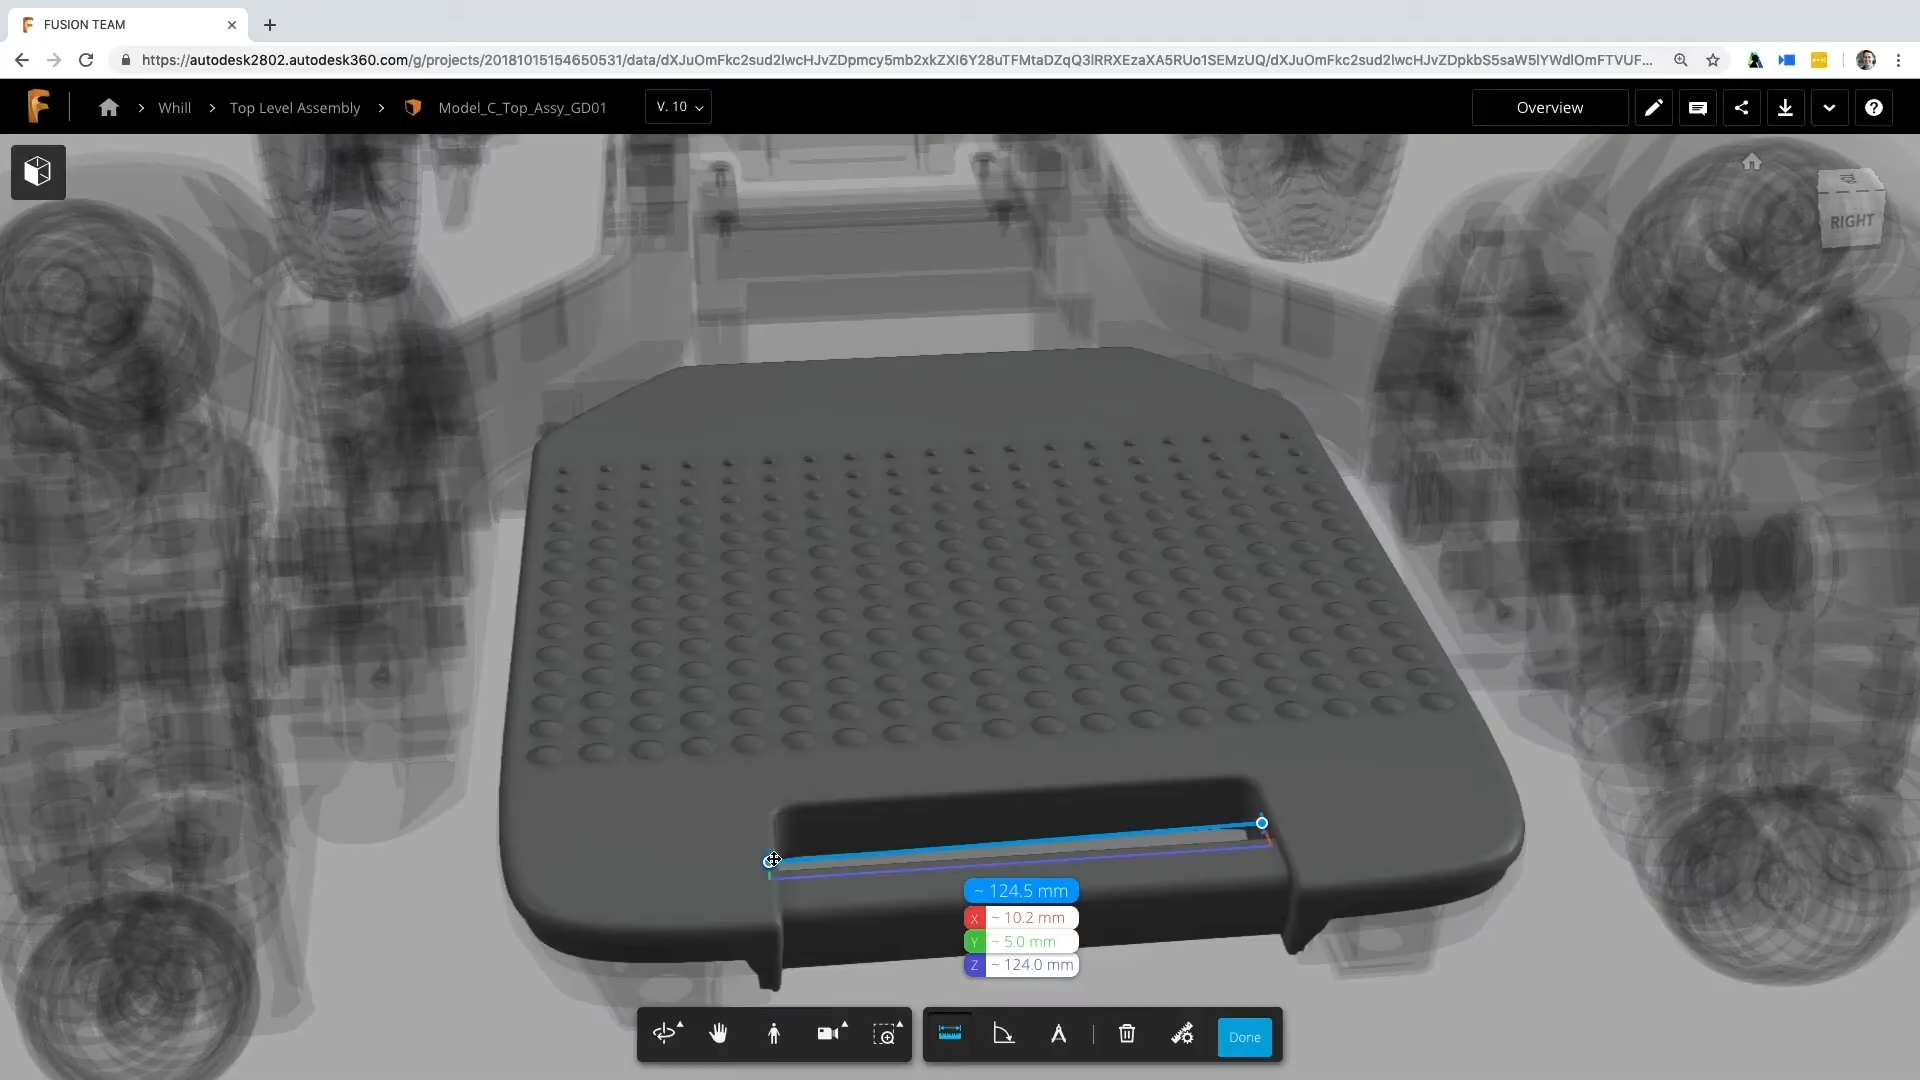 FUSION TEAM
https://autodesk2802.autodesk360.com/g/projects/20181015154650531/data/dXJuOmFkc2sud2lwcHJvZDpmcy5mb2xkZXI6Y28uTFMtaDZqQ3lRRXEzaXA5RUo1SEMzUQ/dXJuOmFkc2sud2lwcHJvZDpkbS5saW5lYWdlOmFTVUF...
Whill > Top Level Assembly > Model_C_Top_Assy_GD01 V. 10 Overview
TOP
RIGHT
~ 124.5 mm
X ~ 10.2 mm
Y ~ 5.0 mm
Z ~ 124.0 mm
Done